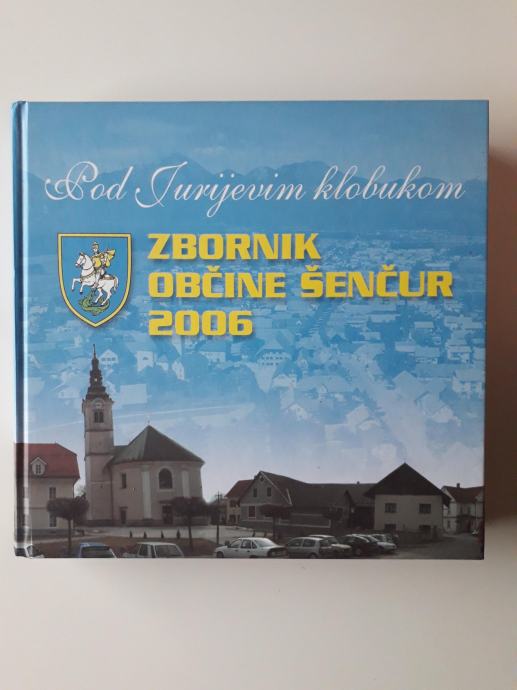 Pod Jurijevim klobukom
ZBORNIK
OBČINE ŠENČUR
2006